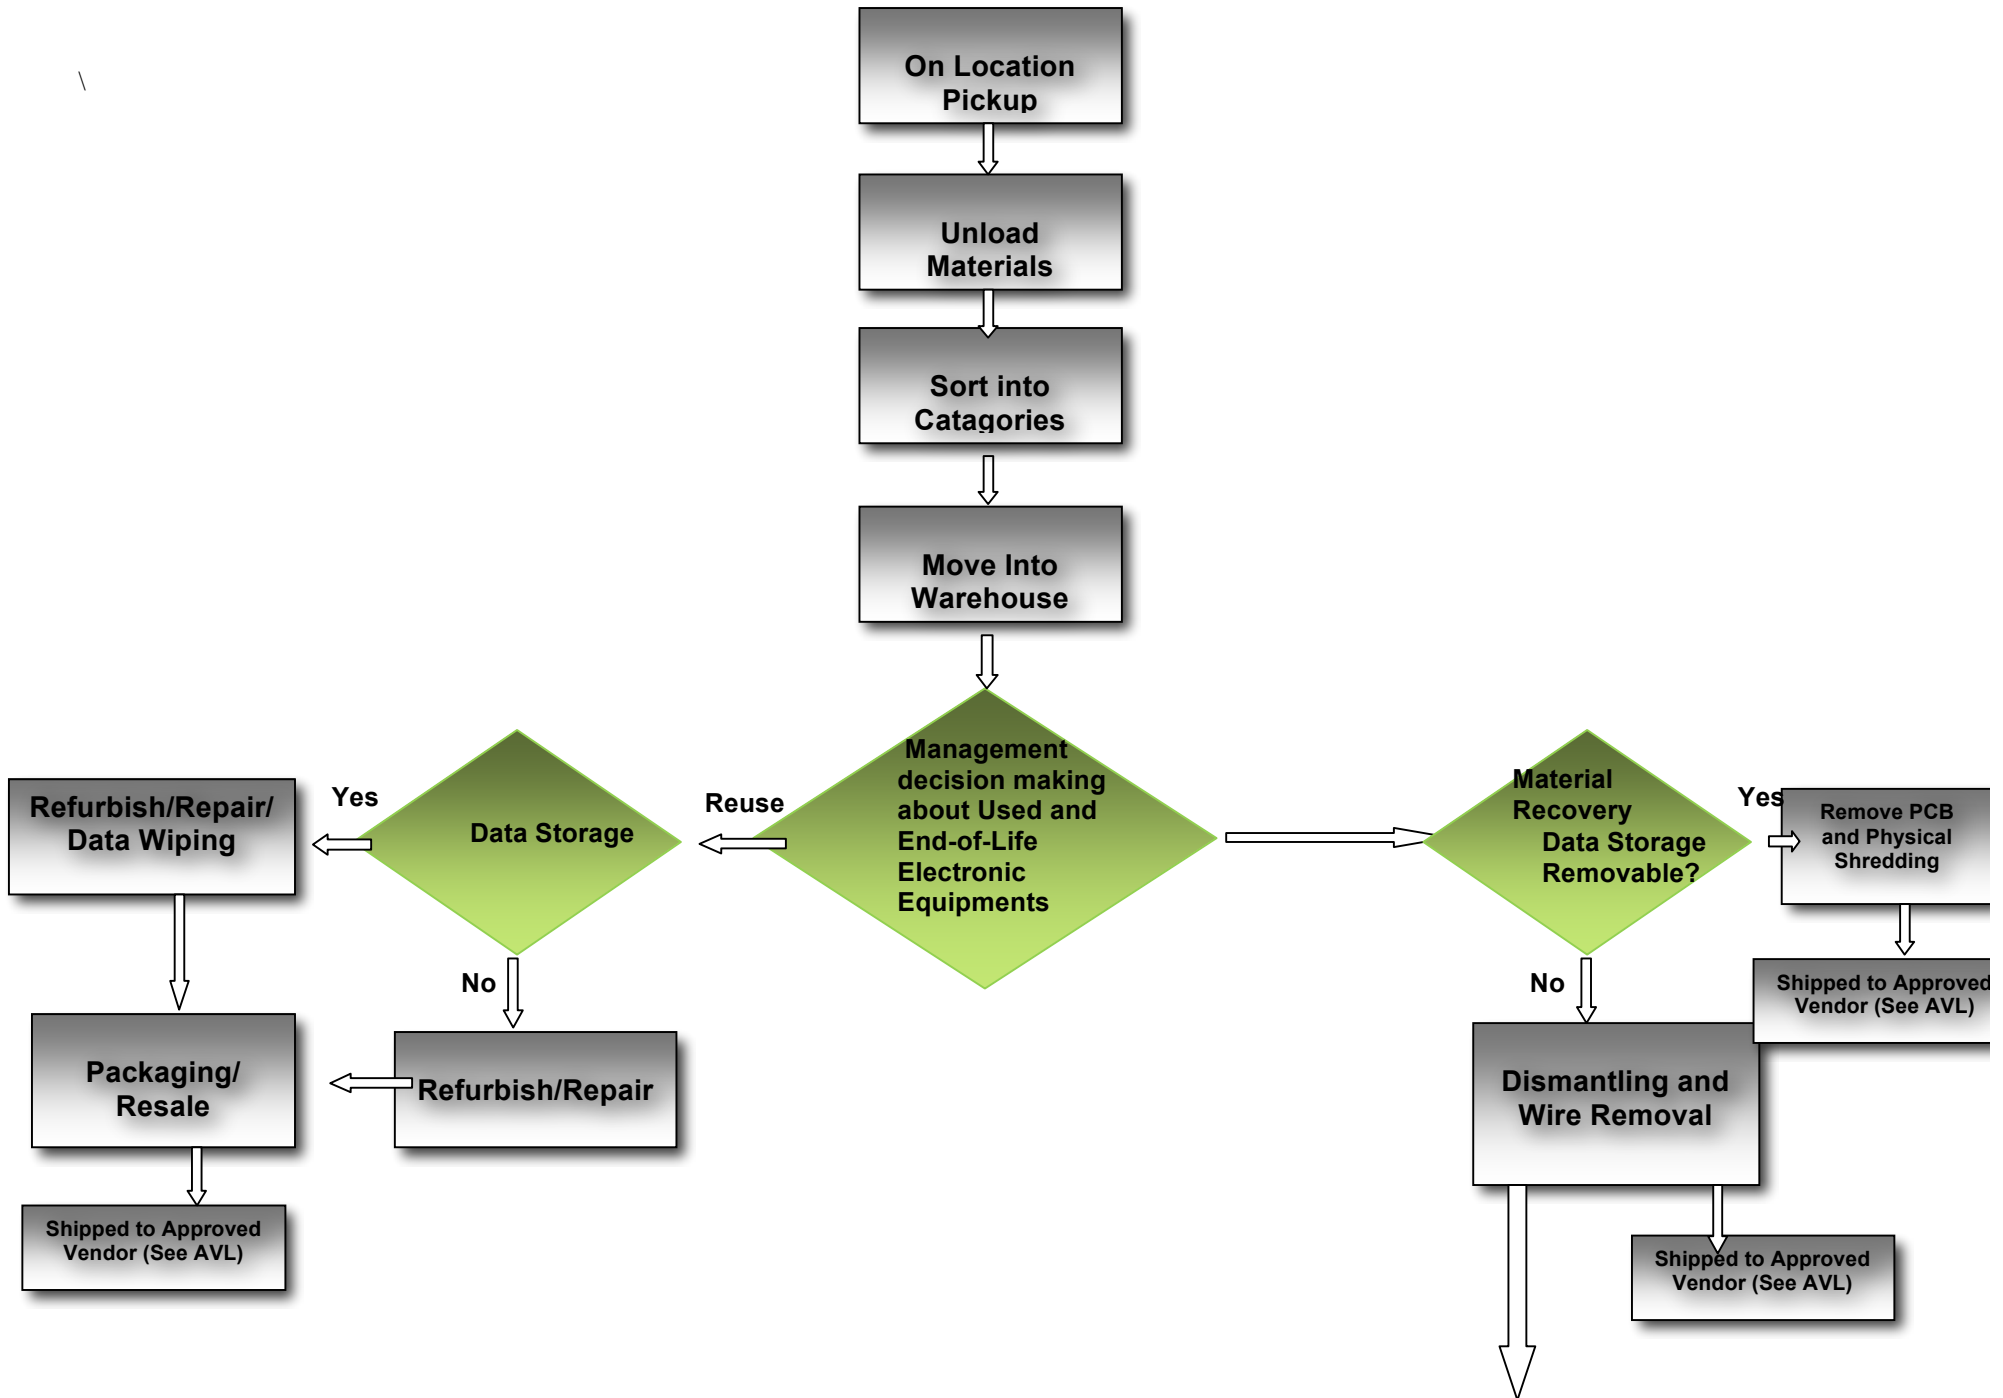 \
On Location
Pickup
Unload
Materials
Sort into
Catagories
Move Into
Warehouse
Management
decision making
about Used and
End-of-Life
Electronic
Equipments
Reuse
Data Storage
Yes
Refurbish/Repair/
Data Wiping
No
Refurbish/Repair
Packaging/
Resale
Shipped to Approved
Vendor (See AVL)
Material
Recovery
Data Storage
Removable?
Yes
Remove PCB
and Physical
Shredding
Shipped to Approved
Vendor (See AVL)
No
Dismantling and
Wire Removal
Shipped to Approved
Vendor (See AVL)